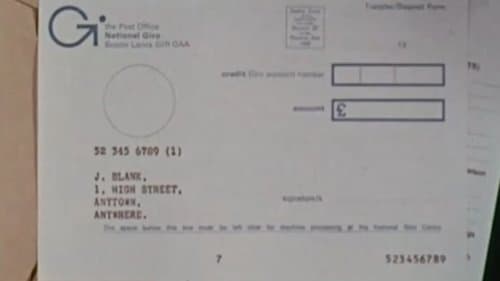 Transfer/Deposit Form
the Post Office
National Giro
Bootle Lancs GIR 0AA
19
credit Giro account number
amount £
52 345 6789 (1)
J. BLANK,
1, HIGH STREET,
ANYTOWN,
ANYWHERE.
signature/s
The space below this line must be left clear for machine processing at the National Giro Centre
7 523456789